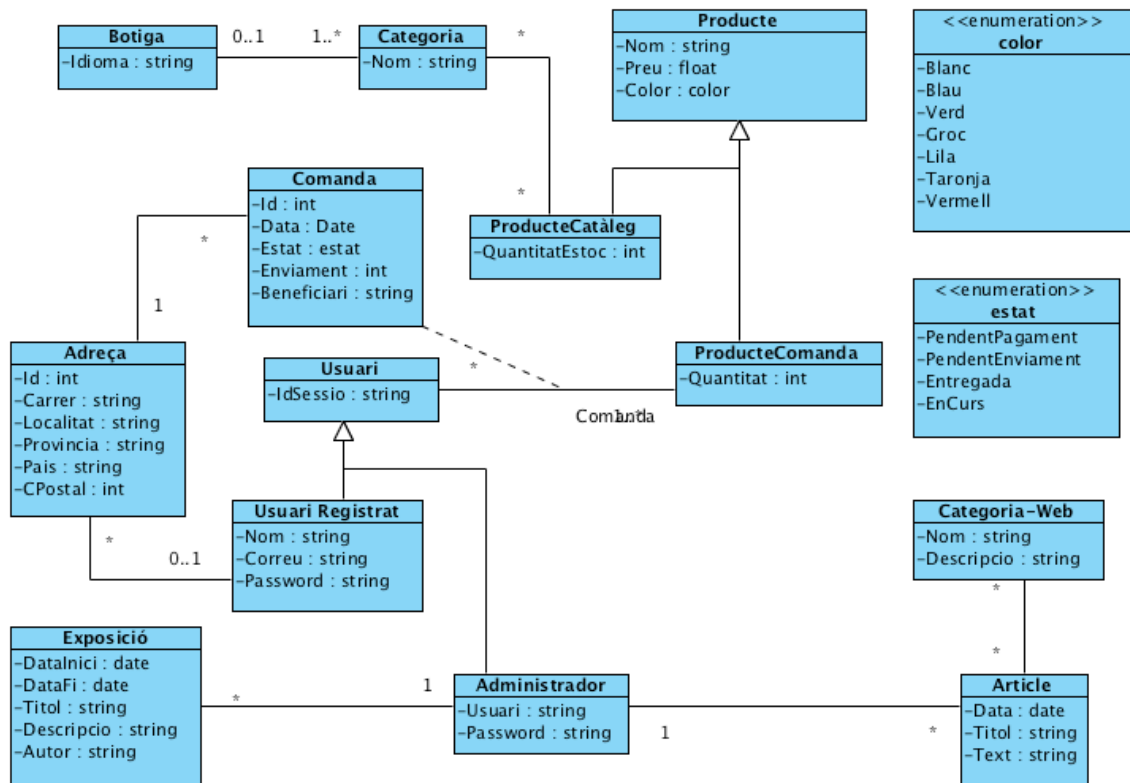 Botiga
-Idioma : string
0..1
1..*
Categoria
-Nom : string
*
*
Producte
-Nom : string
-Preu : float
-Color : color
<<enumeration>>
color
-Blanc
-Blau
-Verd
-Groc
-Lila
-Taronja
-Vermell
Comanda
-Id : int
-Data : Date
-Estat : estat
-Enviament : int
-Beneficiari : string
*
1
ProducteCatàleg
-QuantitatEstoc : int
<<enumeration>>
estat
-PendentPagament
-PendentEnviament
-Entregada
-EnCurs
Adreça
-Id : int
-Carrer : string
-Localitat : string
-Provincia : string
-Pais : string
-CPostal : int
Usuari
-IdSessio : string
*
Comanda
1..*
ProducteComanda
-Quantitat : int
*
0..1
Usuari Registrat
-Nom : string
-Correu : string
-Password : string
Categoria-Web
-Nom : string
-Descripcio : string
*
*
Exposició
-DataInici : date
-DataFi : date
-Titol : string
-Descripcio : string
-Autor : string
*
1
Administrador
-Usuari : string
-Password : string
1
*
Article
-Data : date
-Titol : string
-Text : string